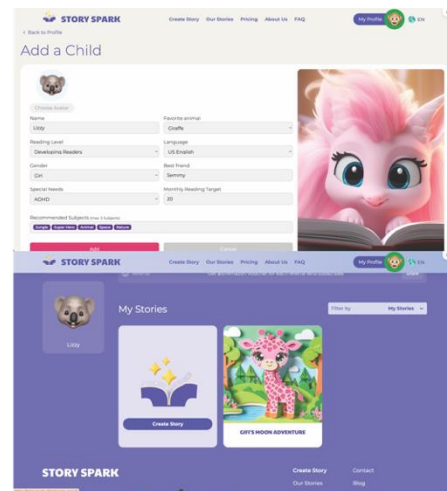 STORY SPARK Create Story Our Stories Pricing About Us FAQ My Profile EN
< Back to Profile
Add a Child
Choose Avatar
Name Favorite animal
Lizzy Giraffe
Reading Level Language
Developing Readers US English
Gender Best friend
Girl Semmy
Special Needs Monthly Reading Target
ADHD 20
Recommended Subjects
Jungle Super Hero Animal Space Nature
Add Cancel
STORY SPARK Create Story Our Stories Pricing About Us FAQ My Profile EN
Lizzy
My Stories Filter by My Stories
Create Story
GIFI'S MOON ADVENTURE
STORY SPARK Create Story Contact
Our Stories Blog